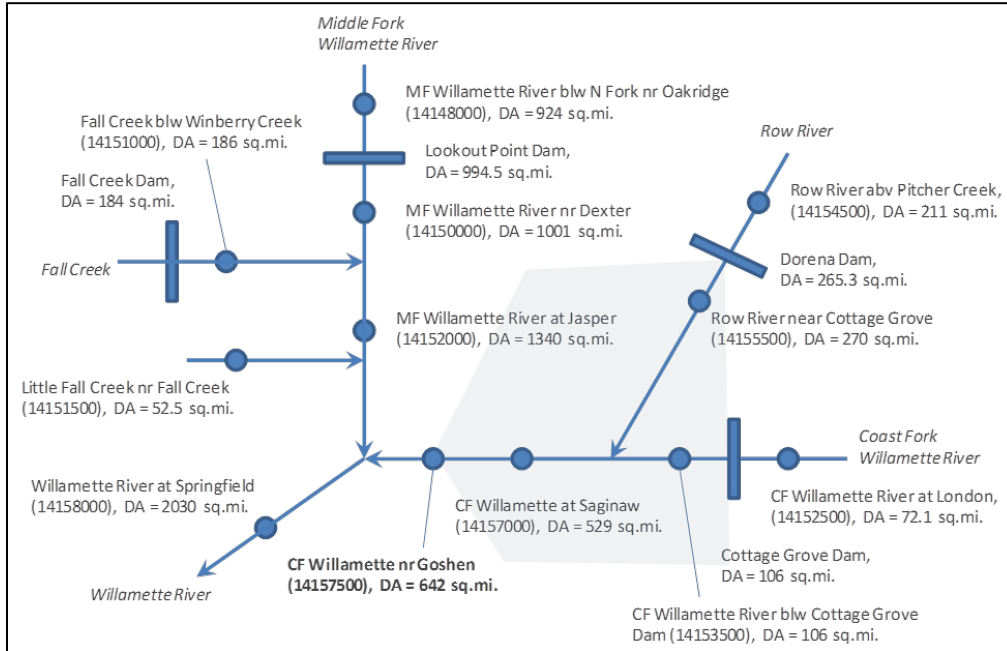 Middle Fork
Willamette River
MF Willamette River blw N Fork nr Oakridge
(14148000), DA = 924 sq.mi.
Fall Creek blw Winberry Creek
(14151000), DA = 186 sq.mi.
Row River
Lookout Point Dam,
DA = 994.5 sq.mi.
Fall Creek Dam,
DA = 184 sq.mi.
Row River abv Pitcher Creek,
(14154500), DA = 211 sq.mi.
MF Willamette River nr Dexter
(14150000), DA = 1001 sq.mi.
Fall Creek
Dorena Dam,
DA = 265.3 sq.mi.
MF Willamette River at Jasper
(14152000), DA = 1340 sq.mi.
Row River near Cottage Grove
(14155500), DA = 270 sq.mi.
Little Fall Creek nr Fall Creek
(14151500), DA = 52.5 sq.mi.
Coast Fork
Willamette River
Willamette River at Springfield
(14158000), DA = 2030 sq.mi.
CF Willamette River at London,
(14152500), DA = 72.1 sq.mi.
CF Willamette at Saginaw
(14157000), DA = 529 sq.mi.
CF Willamette nr Goshen
(14157500), DA = 642 sq.mi.
Cottage Grove Dam,
DA = 106 sq.mi.
Willamette River
CF Willamette River blw Cottage Grove
Dam (14153500), DA = 106 sq.mi.